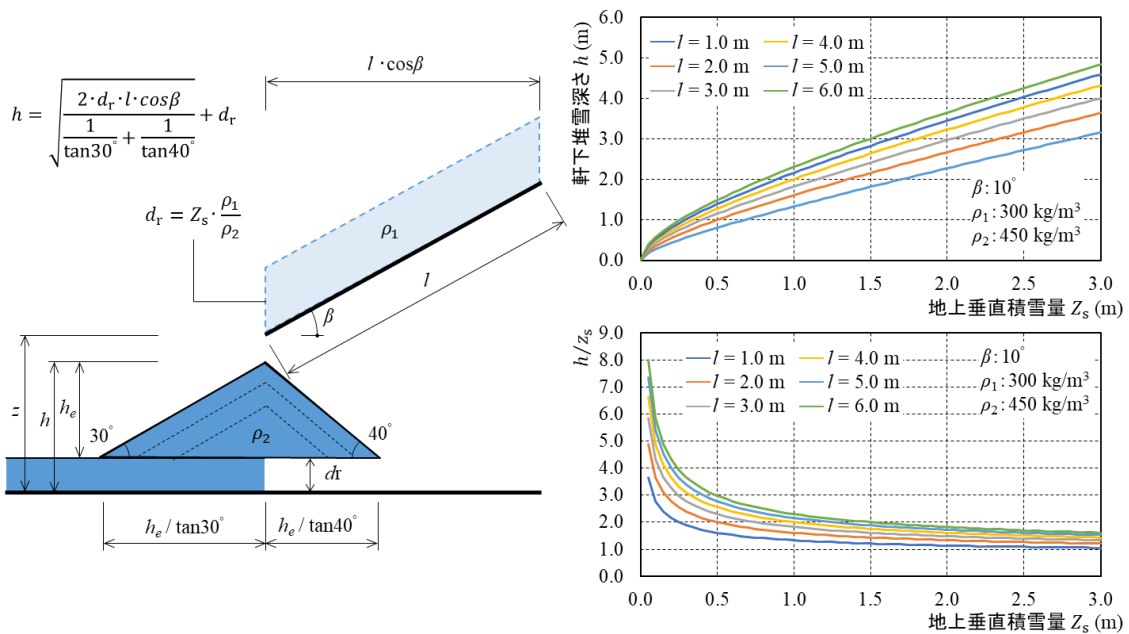 h = √((2·dᵣ·l·cosβ)/(1/tan30° + 1/tan40°)) + dᵣ
l·cosβ
dᵣ = Zₛ·ρ₁/ρ₂
ρ₁
l
β
z
h
hₑ
30°
ρ₂
40°
dr
hₑ / tan30°
hₑ / tan40°
軒下堆雪深さ h (m)
6.0
5.0
4.0
3.0
2.0
1.0
0.0
l = 1.0 m
l = 4.0 m
l = 2.0 m
l = 5.0 m
l = 3.0 m
l = 6.0 m
β: 10°
ρ₁: 300 kg/m³
ρ₂: 450 kg/m³
0.0 0.5 1.0 1.5 2.0 2.5 3.0
地上垂直積雪量 Zₛ (m)
h/zₛ
9.0
8.0
7.0
6.0
5.0
4.0
3.0
2.0
1.0
0.0
l = 1.0 m
l = 4.0 m
l = 2.0 m
l = 5.0 m
l = 3.0 m
l = 6.0 m
β: 10°
ρ₁: 300 kg/m³
ρ₂: 450 kg/m³
0.0 0.5 1.0 1.5 2.0 2.5 3.0
地上垂直積雪量 Zₛ (m)